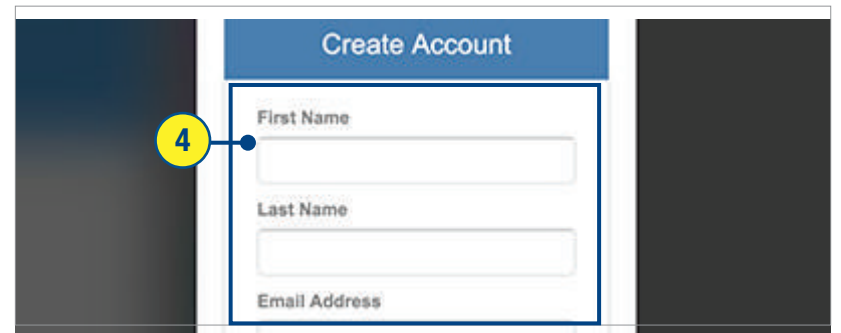 Create Account
First Name
4
Last Name
Email Address